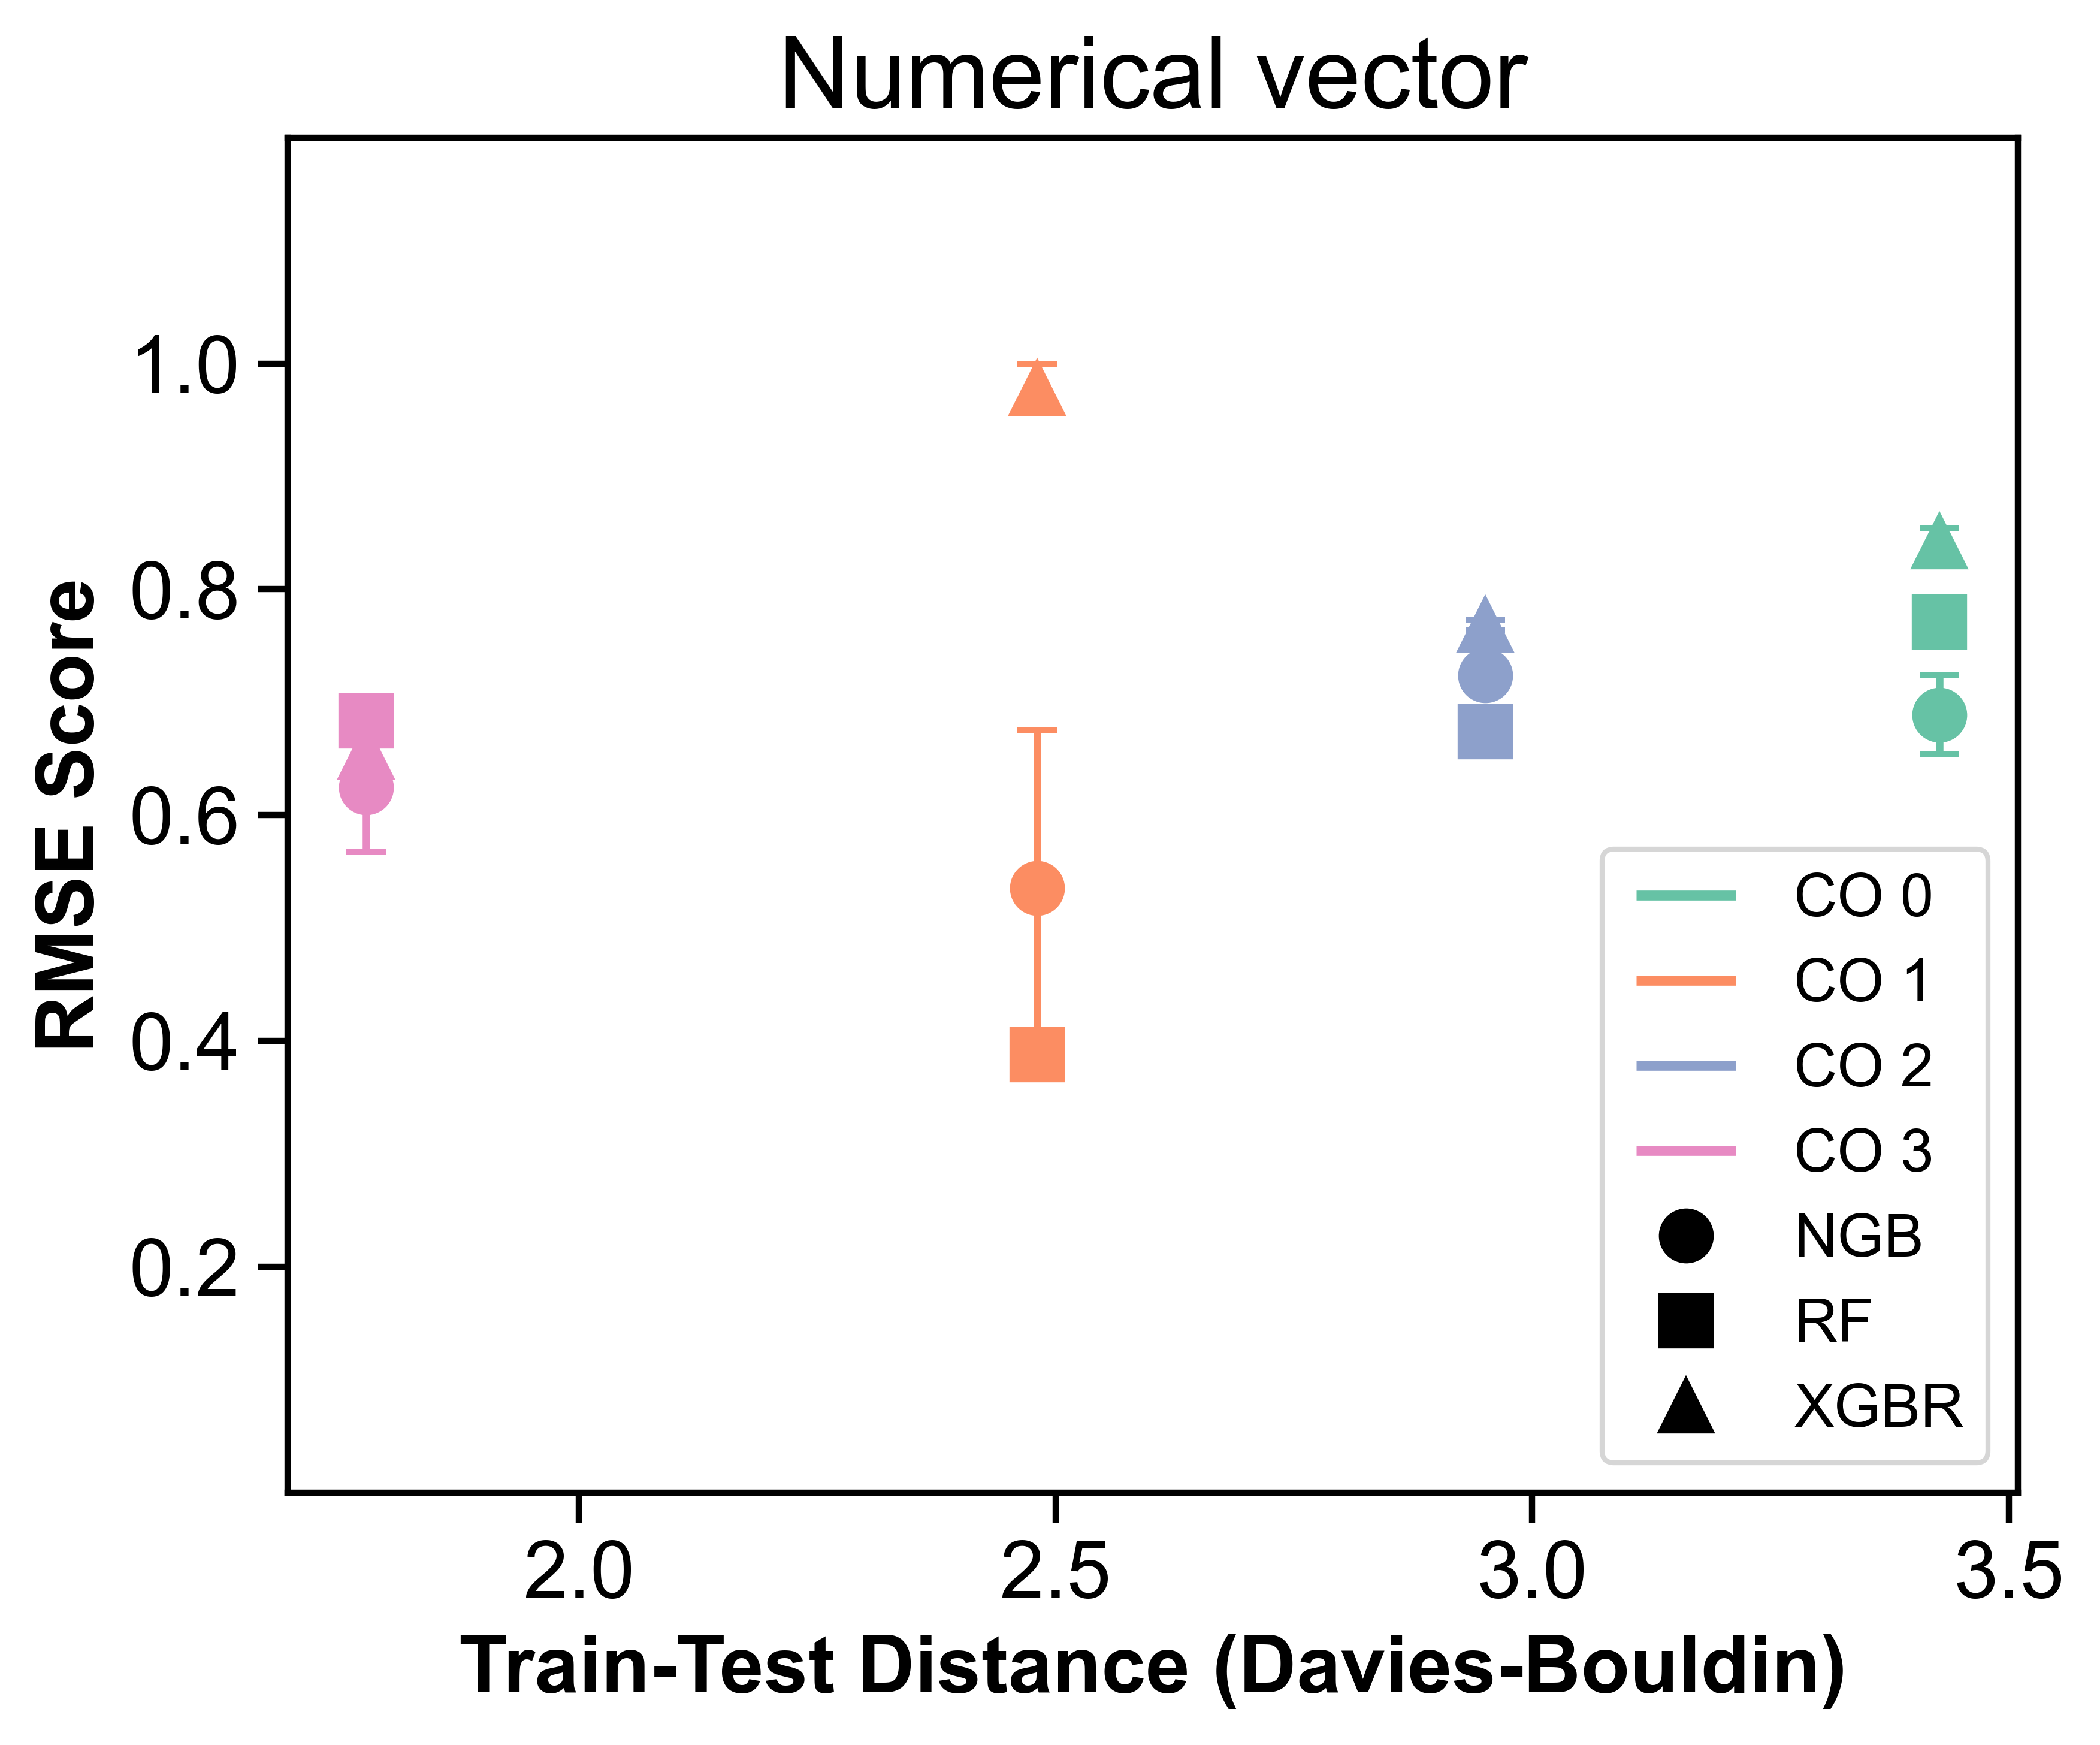 Numerical vector
RMSE Score
1.0
0.8
0.6
0.4
0.2
CO 0
CO 1
CO 2
CO 3
NGB
RF
XGBR
2.0 2.5 3.0 3.5
Train-Test Distance (Davies-Bouldin)